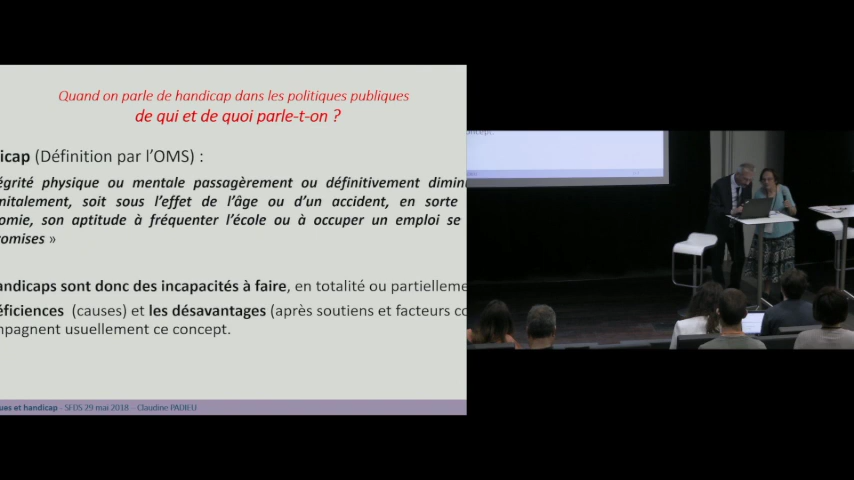 Quand on parle de handicap dans les politiques publiques
de qui et de quoi parle-t-on ?
icap (Définition par l'OMS) :
égrité physique ou mentale passagèrement ou définitivement dimin
nitalement, soit sous l'effet de l'âge ou d'un accident, en sorte
omie, son aptitude à fréquenter l'école ou à occuper un emploi se
romises »
andicaps sont donc des incapacités à faire, en totalité ou partielleme
éficiences (causes) et les désavantages (après soutiens et facteurs co
mpagnent usuellement ce concept.
ues et handicap - SFDS 29 mai 2018 - Claudine PADIEU
oncept.